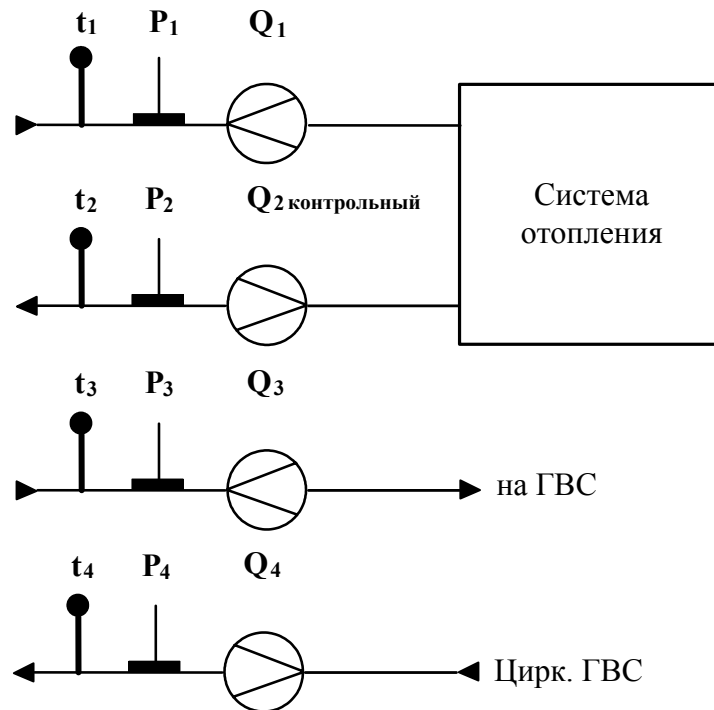 t1 P1 Q1
t2 P2 Q2 контрольный
Система
отопления
t3 P3 Q3
на ГВС
t4 P4 Q4
Цирк. ГВС